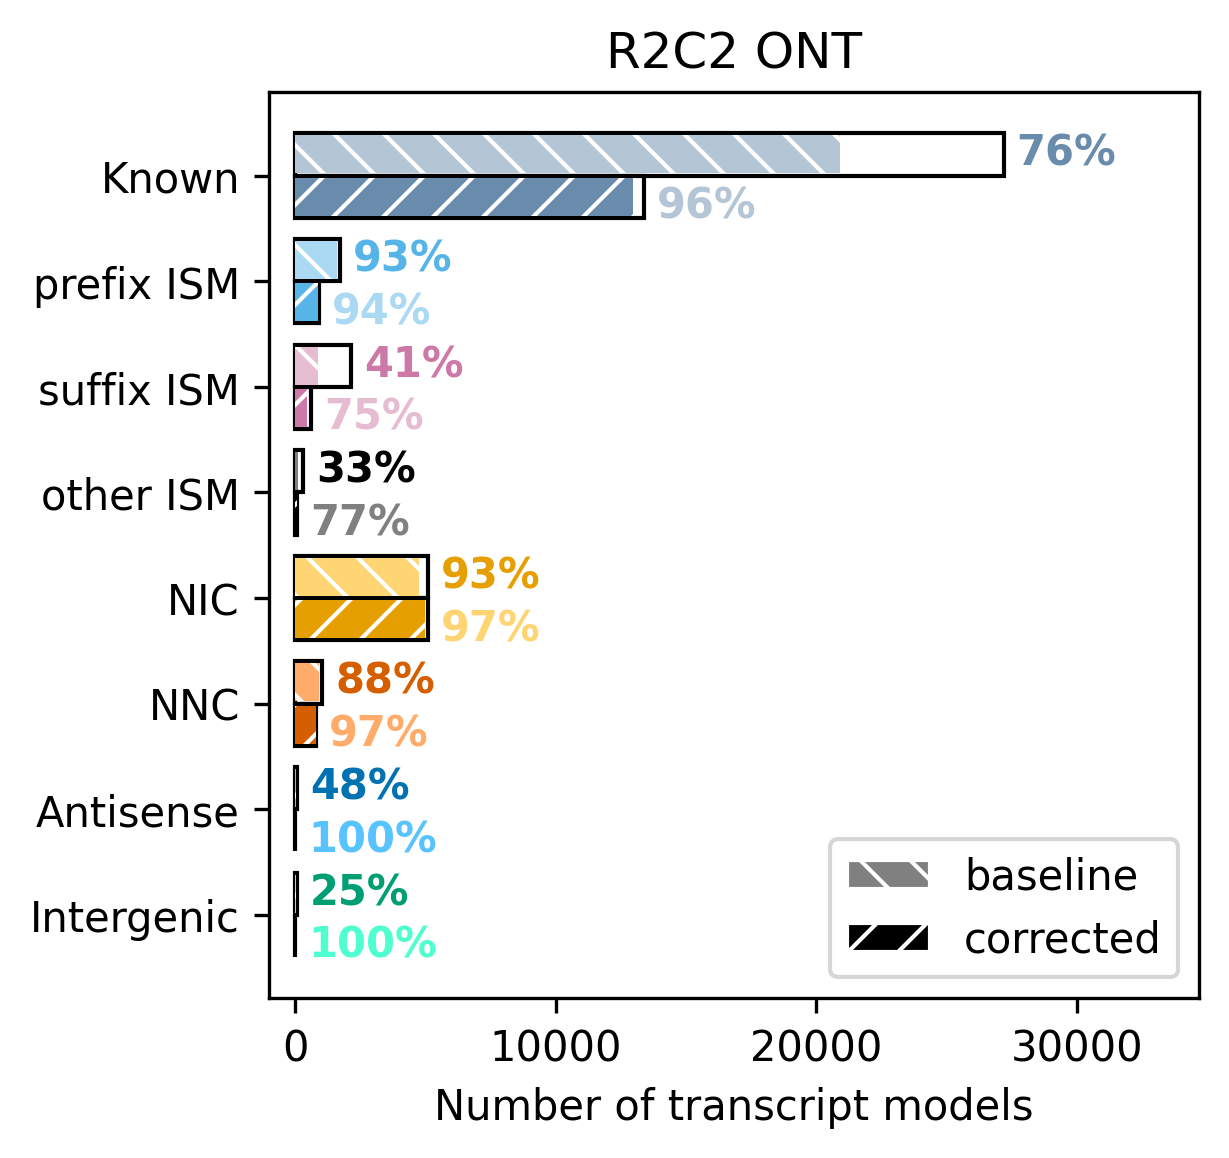 R2C2 ONT
Known
76%
96%
prefix ISM
93%
94%
suffix ISM
41%
75%
other ISM
33%
77%
NIC
93%
97%
NNC
88%
97%
Antisense
48%
100%
Intergenic
25%
100%
baseline
corrected
0 10000 20000 30000
Number of transcript models